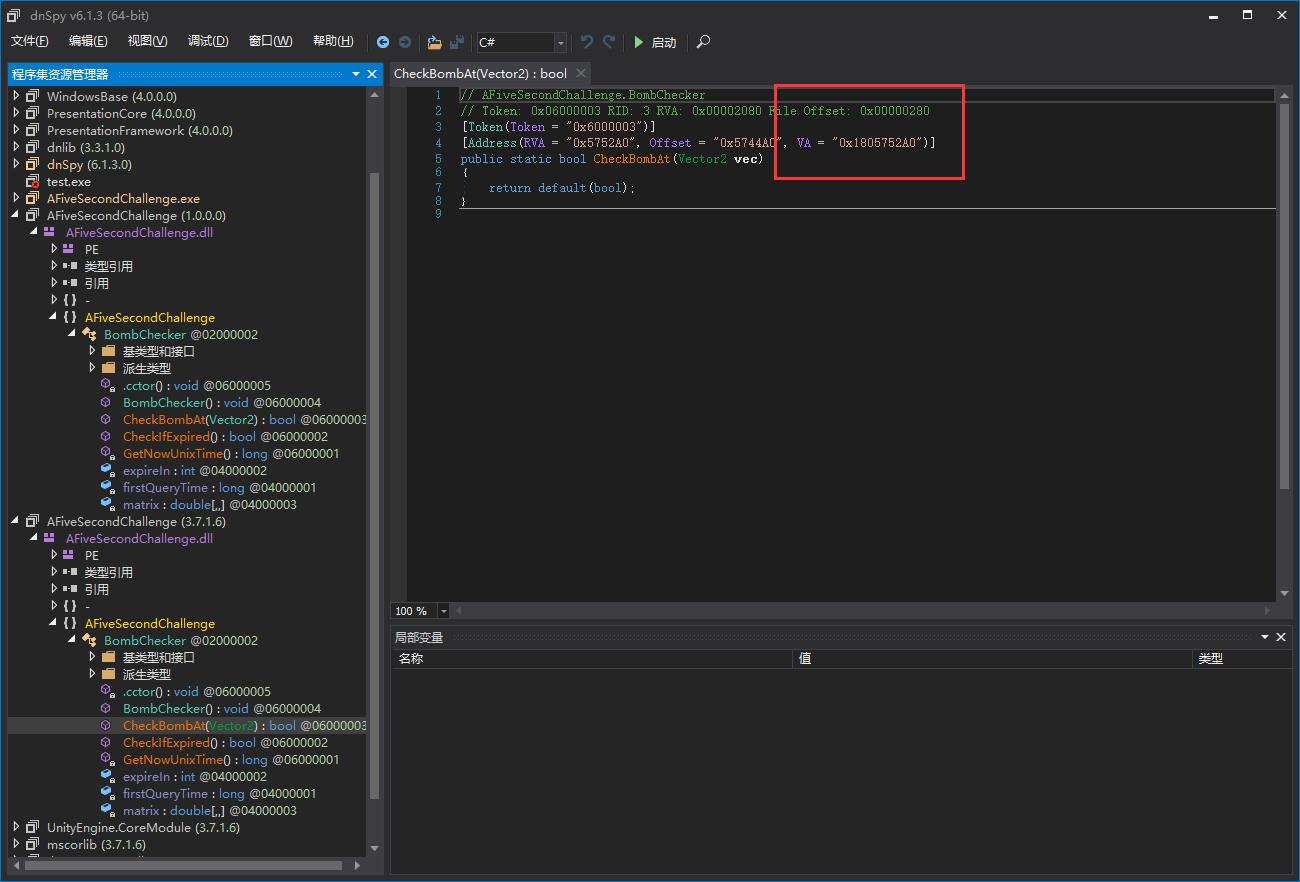 dnSpy v6.1.3 (64-bit)
文件(F) 编辑(E) 视图(V) 调试(D) 窗口(W) 帮助(H) C# 启动
程序集资源管理器
WindowsBase (4.0.0.0)
PresentationCore (4.0.0.0)
PresentationFramework (4.0.0.0)
dnlib (3.3.1.0)
dnSpy (6.1.3.0)
test.exe
AFiveSecondChallenge.exe
AFiveSecondChallenge (1.0.0.0)
AFiveSecondChallenge.dll
PE
类型引用
引用
{ } -
{ } AFiveSecondChallenge
BombChecker @02000002
基类型和接口
派生类型
.cctor() : void @06000005
BombChecker() : void @06000004
CheckBombAt(Vector2) : bool @06000003
CheckIfExpired() : bool @06000002
GetNowUnixTime() : long @06000001
expireIn : int @04000002
firstQueryTime : long @04000001
matrix : double[,,] @04000003
AFiveSecondChallenge (3.7.1.6)
AFiveSecondChallenge.dll
PE
类型引用
引用
{ } -
{ } AFiveSecondChallenge
BombChecker @02000002
基类型和接口
派生类型
.cctor() : void @06000005
BombChecker() : void @06000004
CheckBombAt(Vector2) : bool @06000003
CheckIfExpired() : bool @06000002
GetNowUnixTime() : long @06000001
expireIn : int @04000002
firstQueryTime : long @04000001
matrix : double[,,] @04000003
UnityEngine.CoreModule (3.7.1.6)
mscorlib (3.7.1.6)
CheckBombAt(Vector2) : bool
1 // AFiveSecondChallenge.BombChecker
2 // Token: 0x06000003 RID: 3 RVA: 0x00002080 File Offset: 0x00000280
3 [Token(Token = "0x6000003")]
4 [Address(RVA = "0x5752A0", Offset = "0x5744A0", VA = "0x1805752A0")]
5 public static bool CheckBombAt(Vector2 vec)
6 {
7 return default(bool);
8 }
9
100 %
局部变量
名称 值 类型